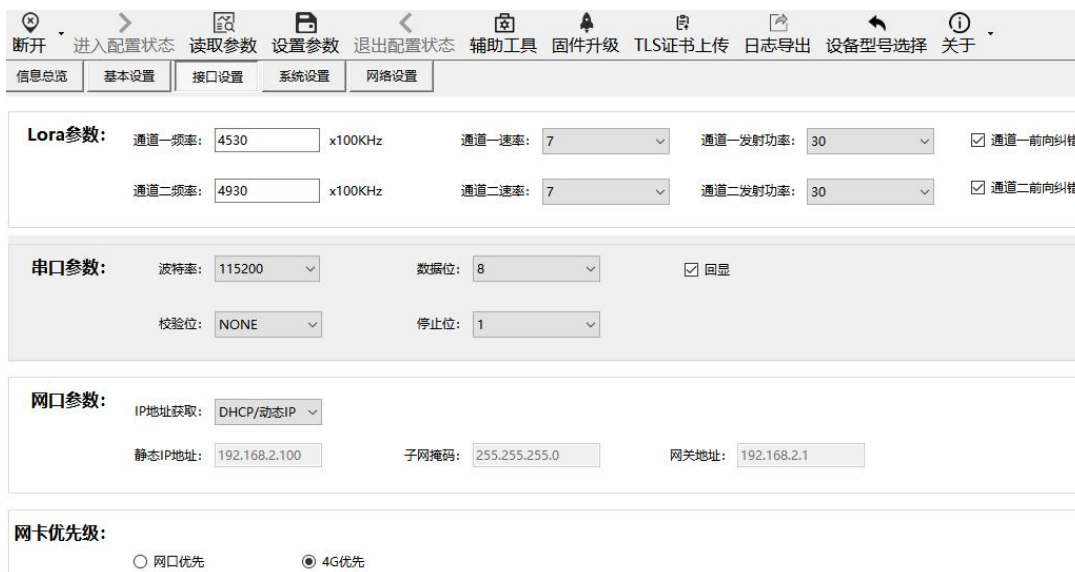 断开 进入配置状态 读取参数 设置参数 退出配置状态 辅助工具 固件升级 TLS证书上传 日志导出 设备型号选择 关于
信息总览 基本设置 接口设置 系统设置 网络设置
Lora参数: 通道一频率: 4530 x100KHz 通道一速率: 7 通道一发射功率: 30 通道一前向纠错
通道二频率: 4930 x100KHz 通道二速率: 7 通道二发射功率: 30 通道二前向纠错
串口参数: 波特率: 115200 数据位: 8 回显
校验位: NONE 停止位: 1
网口参数: IP地址获取: DHCP/动态IP
静态IP地址: 192.168.2.100 子网掩码: 255.255.255.0 网关地址: 192.168.2.1
网卡优先级:
网口优先 4G优先